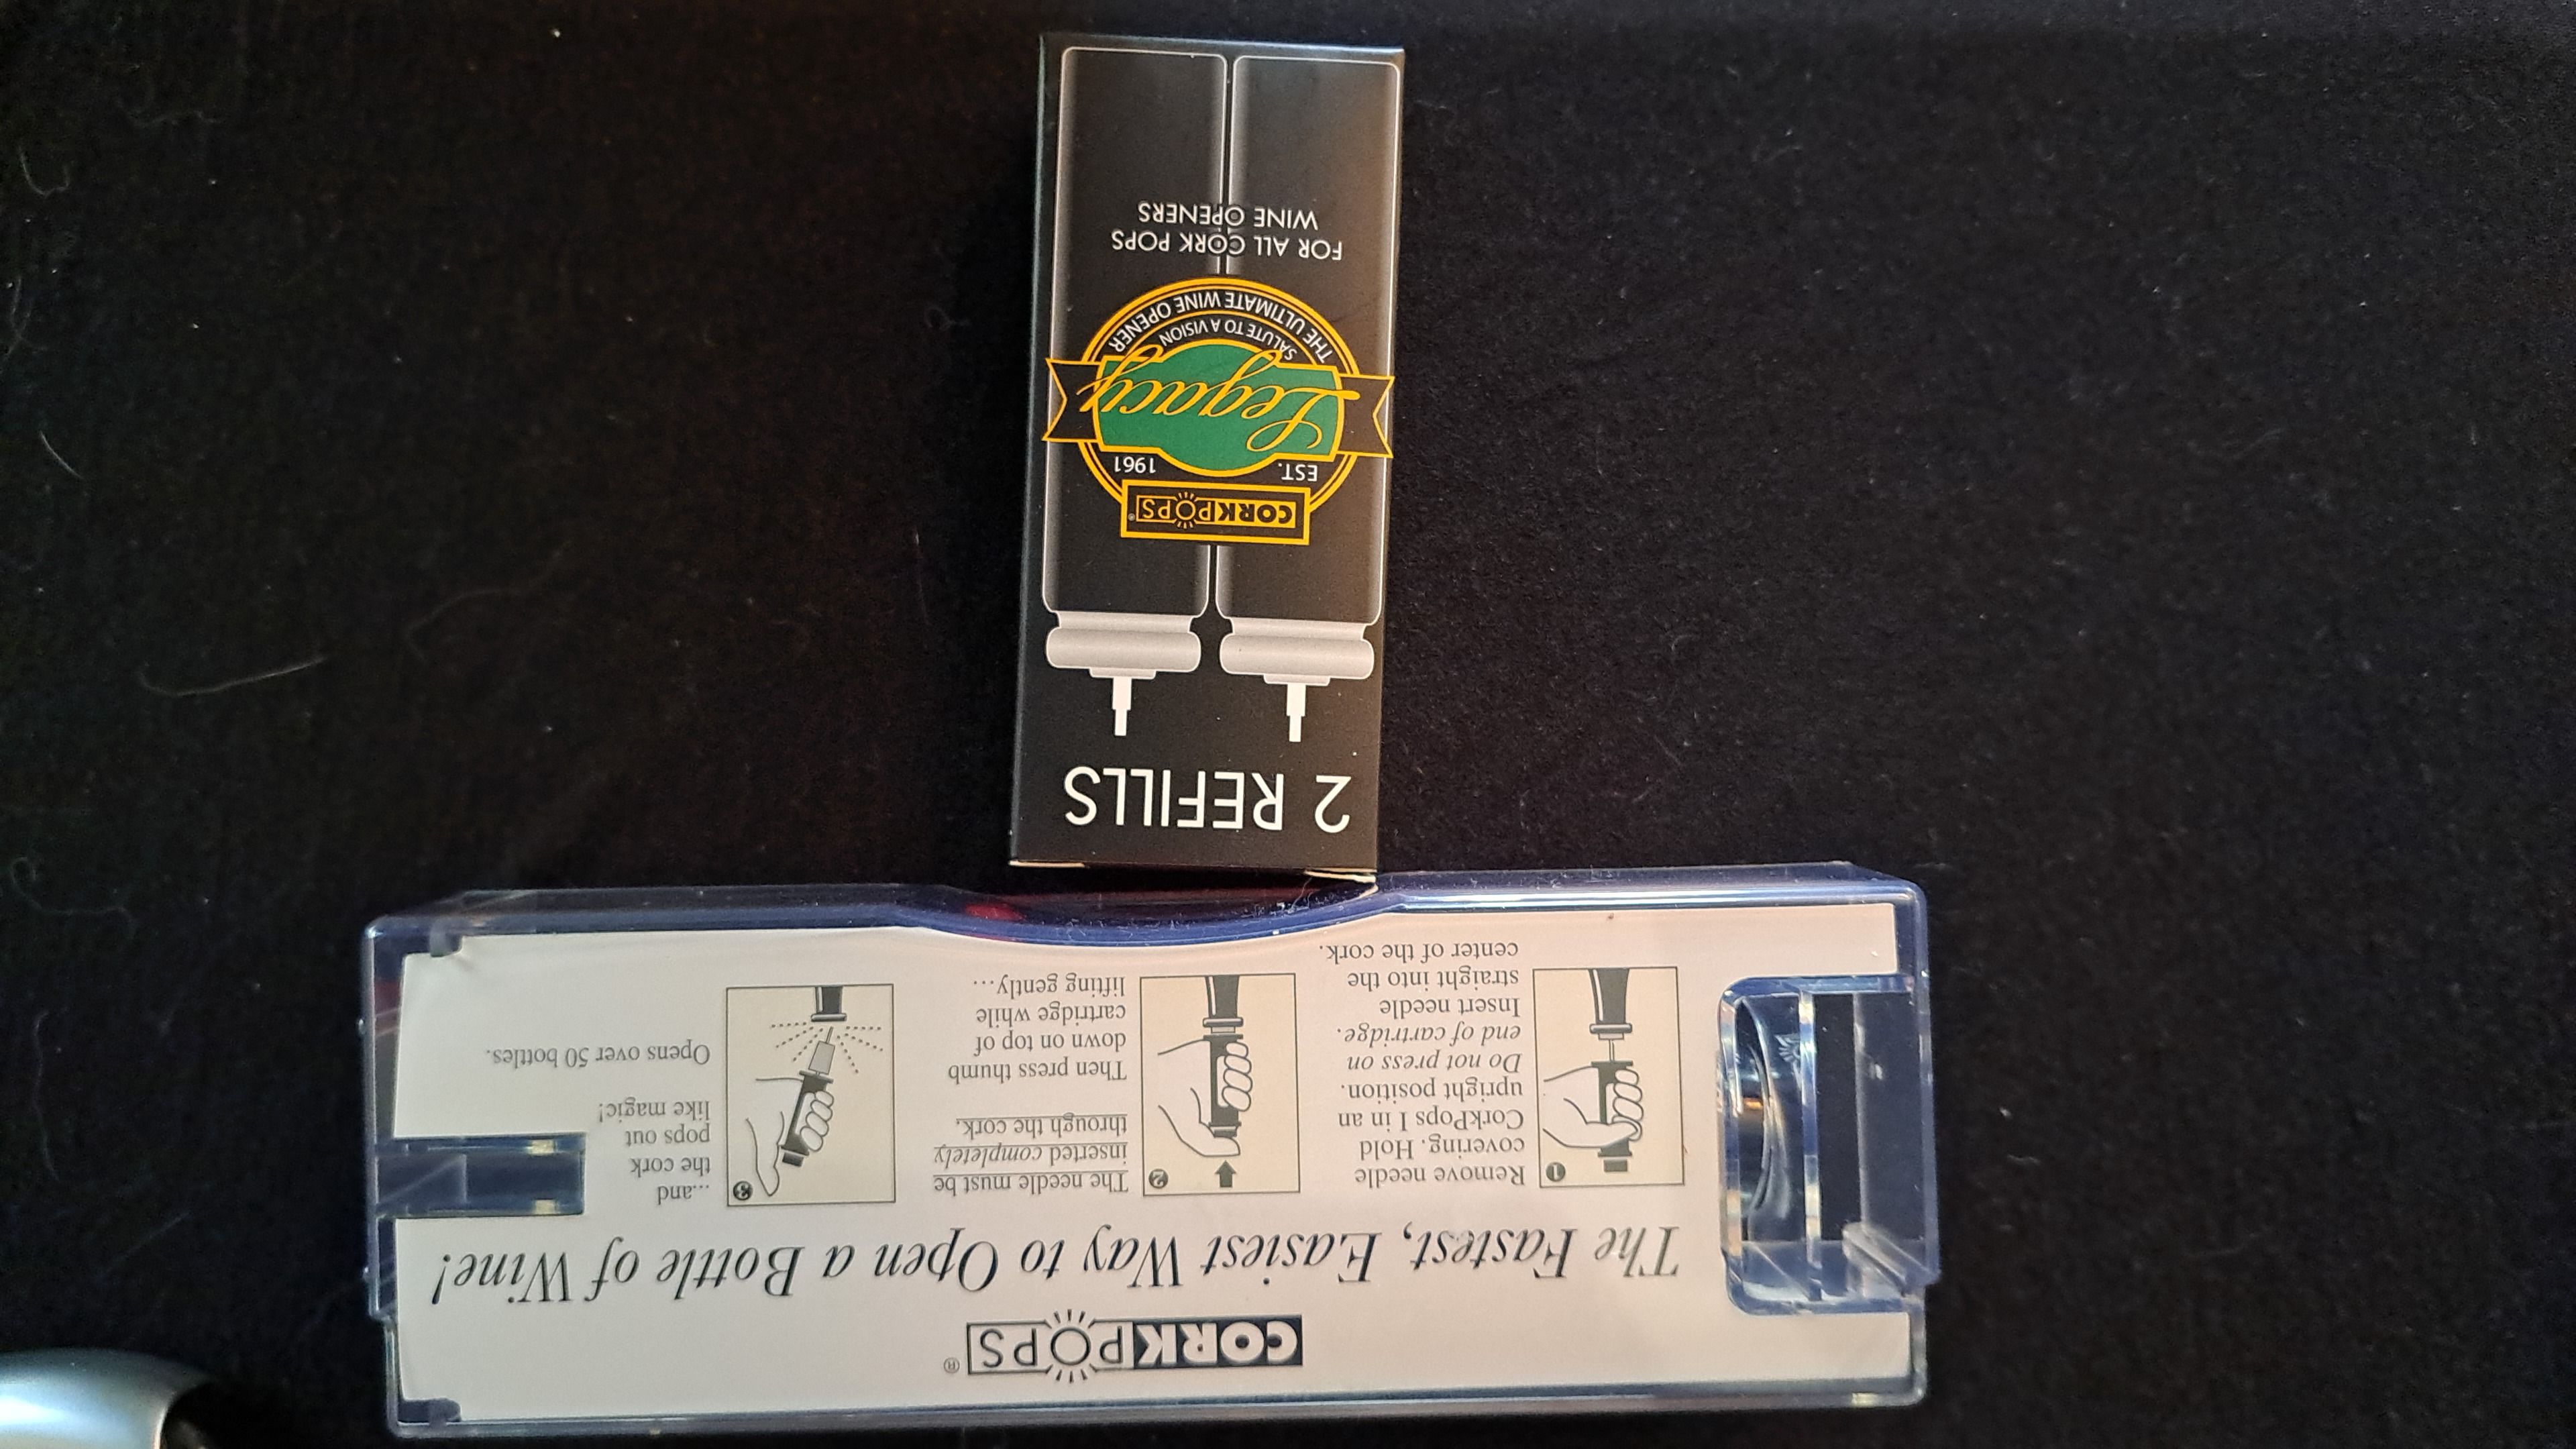 CORKPOPS®
The Fastest, Easiest Way to Open a Bottle of Wine!
1
Remove needle
covering. Hold
CorkPops I in an
upright position.
Do not press on
end of cartridge.
Insert needle
straight into the
center of the cork.
2
The needle must be
inserted completely
through the cork.
Then press thumb
down on top of
cartridge while
lifting gently...
3
...and
the cork
pops out
like magic!
Opens over 50 bottles.
2 REFILLS
CORKPOPS®
EST. 1961
Legacy
SALUTE TO A VISION
THE ULTIMATE WINE OPENER
FOR ALL CORK POPS
WINE OPENERS